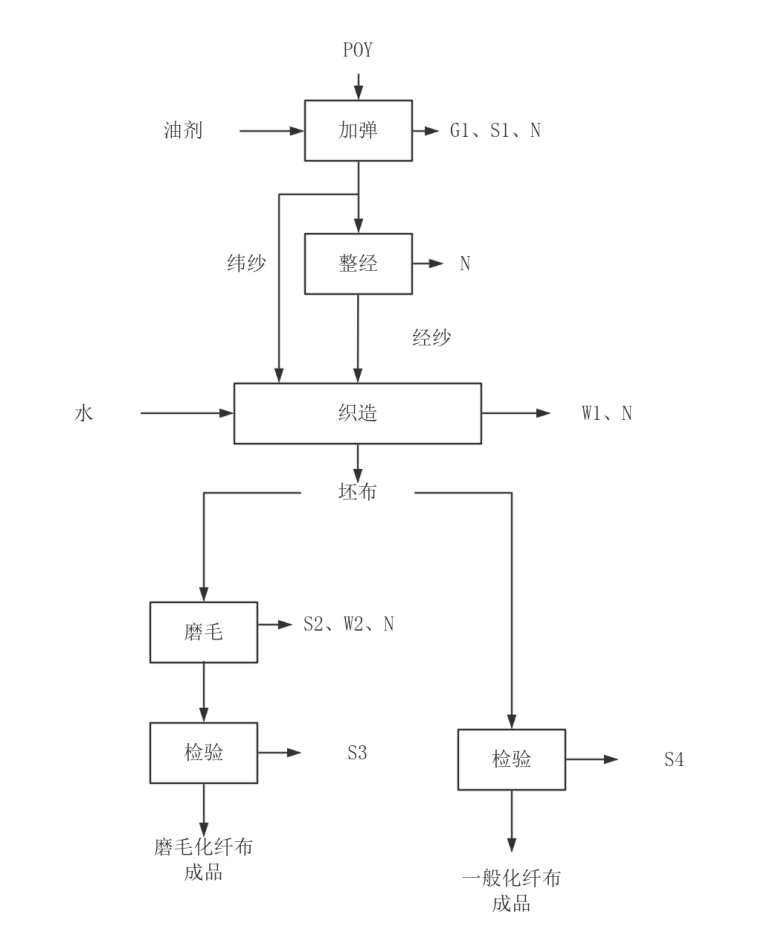 POY
油剂
加弹
G1、S1、N
纬纱
整经
N
经纱
水
织造
W1、N
坯布
磨毛
S2、W2、N
检验
S3
检验
S4
磨毛化纤布
成品
一般化纤布
成品